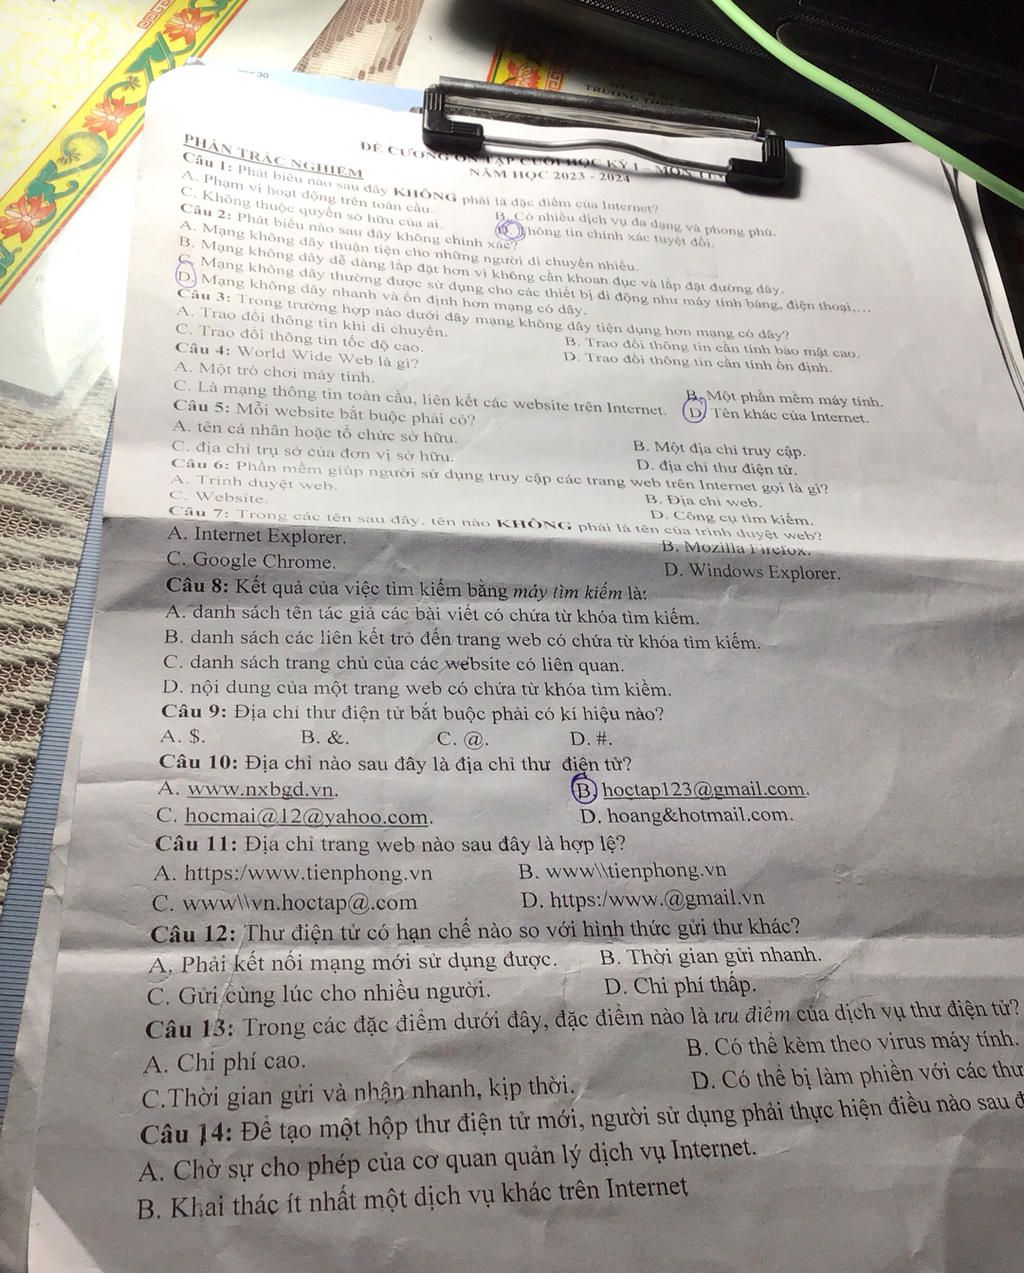 30
TRƯỜNG THPT
ĐỀ CƯƠNG ÔN TẬP CUỐI HỌC KỲ I – MÔN TIN
NĂM HỌC 2023 - 2024
PHẦN TRẮC NGHIỆM
Câu 1: Phát biểu nào sau đây KHÔNG phải là đặc điểm của Internet?
A. Phạm vi hoạt động trên toàn cầu. B. Có nhiều dịch vụ đa dạng và phong phú.
C. Không thuộc quyền sở hữu của ai. D. Thông tin chính xác tuyệt đối.
Câu 2: Phát biểu nào sau đây không chính xác?
A. Mạng không dây thuận tiện cho những người di chuyển nhiều.
B. Mạng không dây dễ dàng lắp đặt hơn vì không cần khoan đục và lắp đặt đường dây.
C. Mạng không dây thường được sử dụng cho các thiết bị di động như máy tính bảng, điện thoại,...
D. Mạng không dây nhanh và ổn định hơn mạng có dây.
Câu 3: Trong trường hợp nào dưới đây mạng không dây tiện dụng hơn mạng có dây?
A. Trao đổi thông tin khi di chuyển. B. Trao đổi thông tin cần tính bảo mật cao.
C. Trao đổi thông tin tốc độ cao. D. Trao đổi thông tin cần tính ổn định.
Câu 4: World Wide Web là gì?
A. Một trò chơi máy tính. B. Một phần mềm máy tính.
C. Là mạng thông tin toàn cầu, liên kết các website trên Internet. D. Tên khác của Internet.
Câu 5: Mỗi website bắt buộc phải có?
A. tên cá nhân hoặc tổ chức sở hữu. B. Một địa chỉ truy cập.
C. địa chỉ trụ sở của đơn vị sở hữu. D. địa chỉ thư điện tử.
Câu 6: Phần mềm giúp người sử dụng truy cập các trang web trên Internet gọi là gì?
A. Trình duyệt web. B. Địa chỉ web.
C. Website. D. Công cụ tìm kiếm.
Câu 7: Trong các tên sau đây, tên nào KHÔNG phải là tên của trình duyệt web?
A. Internet Explorer. B. Mozilla Firefox.
C. Google Chrome. D. Windows Explorer.
Câu 8: Kết quả của việc tìm kiếm bằng máy tìm kiếm là:
A. danh sách tên tác giả các bài viết có chứa từ khóa tìm kiếm.
B. danh sách các liên kết trỏ đến trang web có chứa từ khóa tìm kiếm.
C. danh sách trang chủ của các website có liên quan.
D. nội dung của một trang web có chứa từ khóa tìm kiếm.
Câu 9: Địa chỉ thư điện tử bắt buộc phải có kí hiệu nào?
A. $. B. &. C. @. D. #.
Câu 10: Địa chỉ nào sau đây là địa chỉ thư điện tử?
A. www.nxbgd.vn. B. hoctap123@gmail.com.
C. hocmai@12@yahoo.com. D. hoang&hotmail.com.
Câu 11: Địa chỉ trang web nào sau đây là hợp lệ?
A. https:/www.tienphong.vn B. www\\tienphong.vn
C. www\\vn.hoctap@.com D. https:/www.@gmail.vn
Câu 12: Thư điện tử có hạn chế nào so với hình thức gửi thư khác?
A. Phải kết nối mạng mới sử dụng được. B. Thời gian gửi nhanh.
C. Gửi cùng lúc cho nhiều người. D. Chi phí thấp.
Câu 13: Trong các đặc điểm dưới đây, đặc điểm nào là ưu điểm của dịch vụ thư điện tử?
A. Chi phí cao. B. Có thể kèm theo virus máy tính.
C.Thời gian gửi và nhận nhanh, kịp thời. D. Có thể bị làm phiền với các thư
Câu 14: Để tạo một hộp thư điện tử mới, người sử dụng phải thực hiện điều nào sau đ
A. Chờ sự cho phép của cơ quan quản lý dịch vụ Internet.
B. Khai thác ít nhất một dịch vụ khác trên Internet